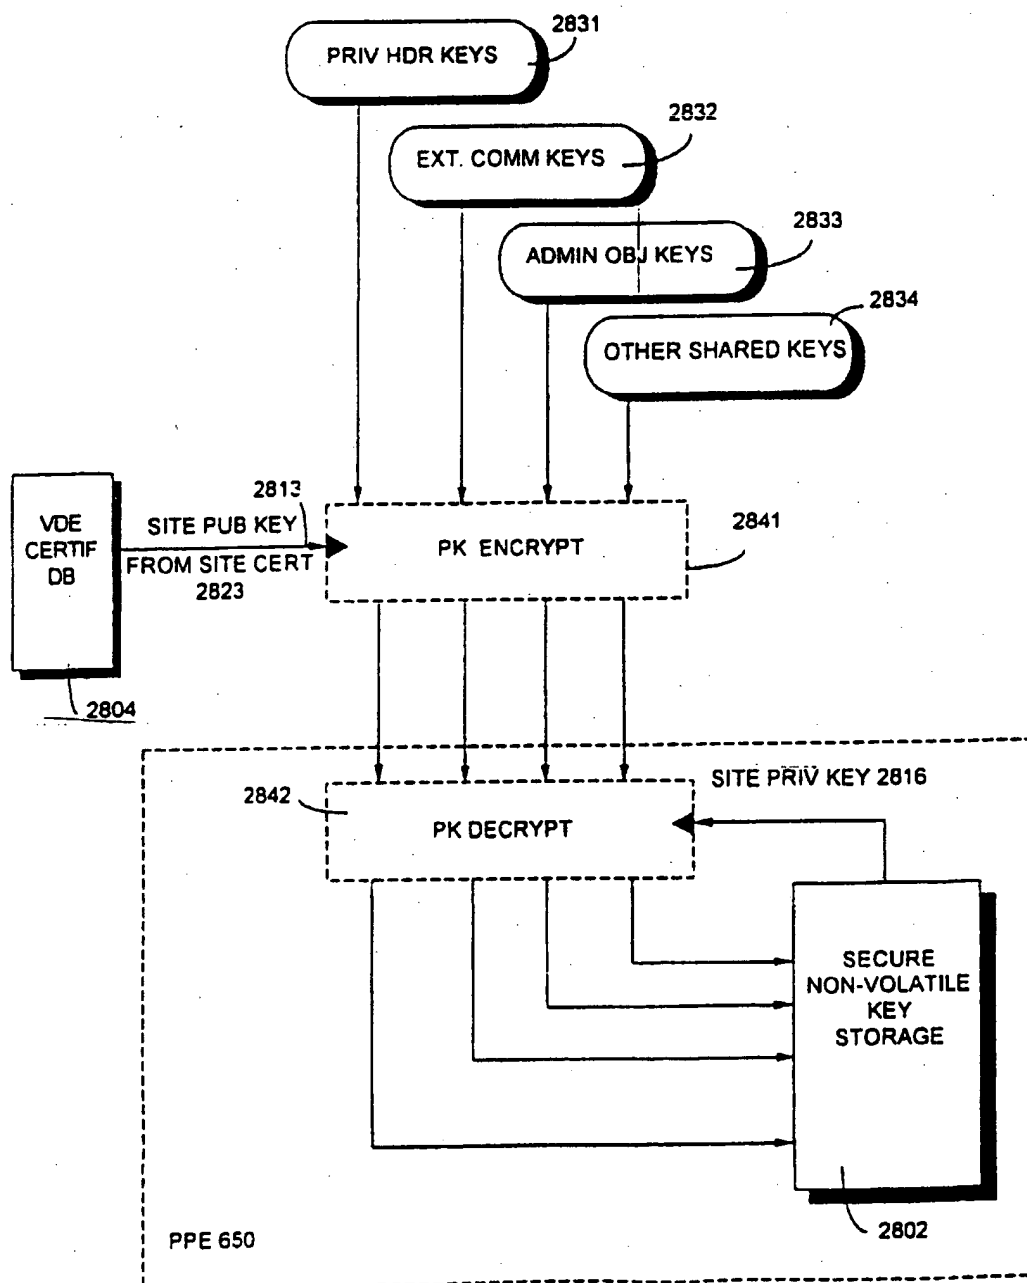 2831
PRIV HDR KEYS
2832
EXT. COMM KEYS
2833
ADMIN OBJ KEYS
2834
OTHER SHARED KEYS
VDE
CERTIF
DB
2813
SITE PUB KEY
FROM SITE CERT
2823
PK ENCRYPT
2841
2804
2842
SITE PRIV KEY 2816
PK DECRYPT
SECURE
NON-VOLATILE
KEY
STORAGE
2802
PPE 650